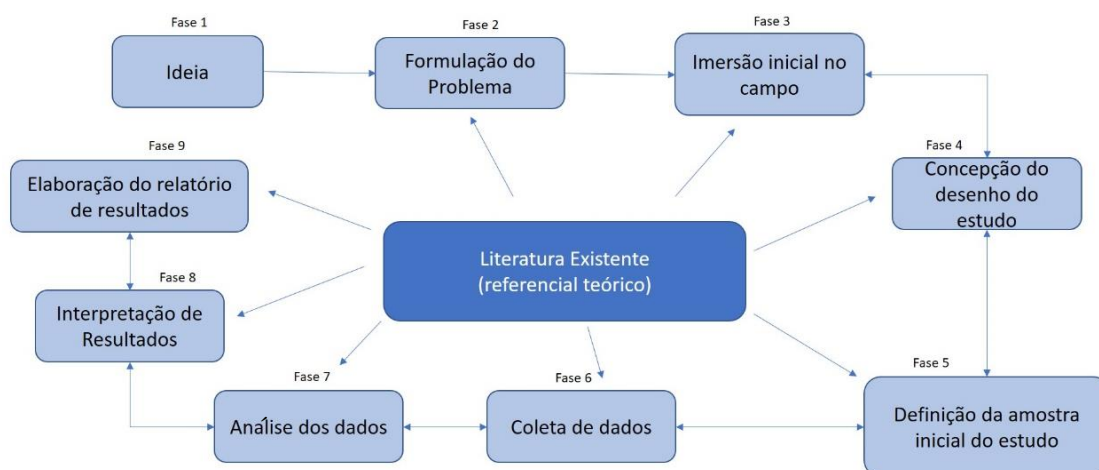 Fase 1
Ideia
Fase 2
Formulação do
Problema
Fase 3
Imersão inicial no
campo
Fase 4
Concepção do
desenho do
estudo
Fase 9
Elaboração do relatório
de resultados
Literatura Existente
(referencial teórico)
Fase 8
Interpretação de
Resultados
Fase 7
Análise dos dados
Fase 6
Coleta de dados
Fase 5
Definição da amostra
inicial do estudo